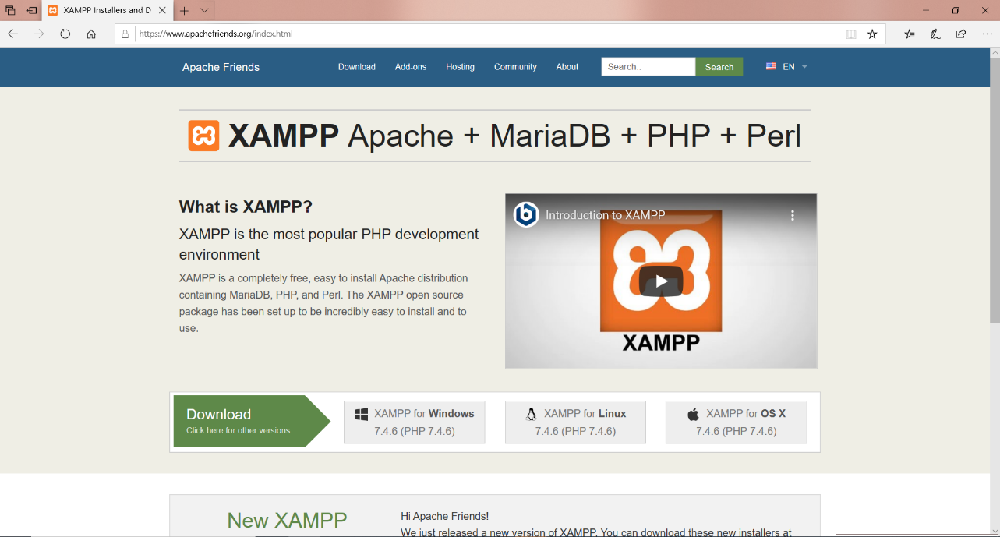 XAMPP Installers and D
https://www.apachefriends.org/index.html
Apache Friends
Download
Add-ons
Hosting
Community
About
Search..
Search
EN
XAMPP Apache + MariaDB + PHP + Perl
What is XAMPP?
XAMPP is the most popular PHP development
environment
XAMPP is a completely free, easy to install Apache distribution
containing MariaDB, PHP, and Perl. The XAMPP open source
package has been set up to be incredibly easy to install and to
use.
Introduction to XAMPP
XAMPP
Download
Click here for other versions
XAMPP for Windows
7.4.6 (PHP 7.4.6)
XAMPP for Linux
7.4.6 (PHP 7.4.6)
XAMPP for OS X
7.4.6 (PHP 7.4.6)
New XAMPP
Hi Apache Friends!
We just released a new version of XAMPP. You can download these new installers at